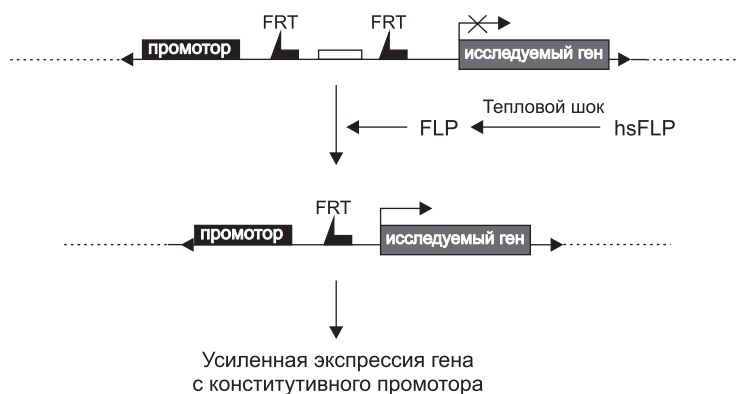 FRT FRT
промотор исследуемый ген
Тепловой шок
FLP hsFLP
FRT
промотор исследуемый ген
Усиленная экспрессия гена
с конститутивного промотора